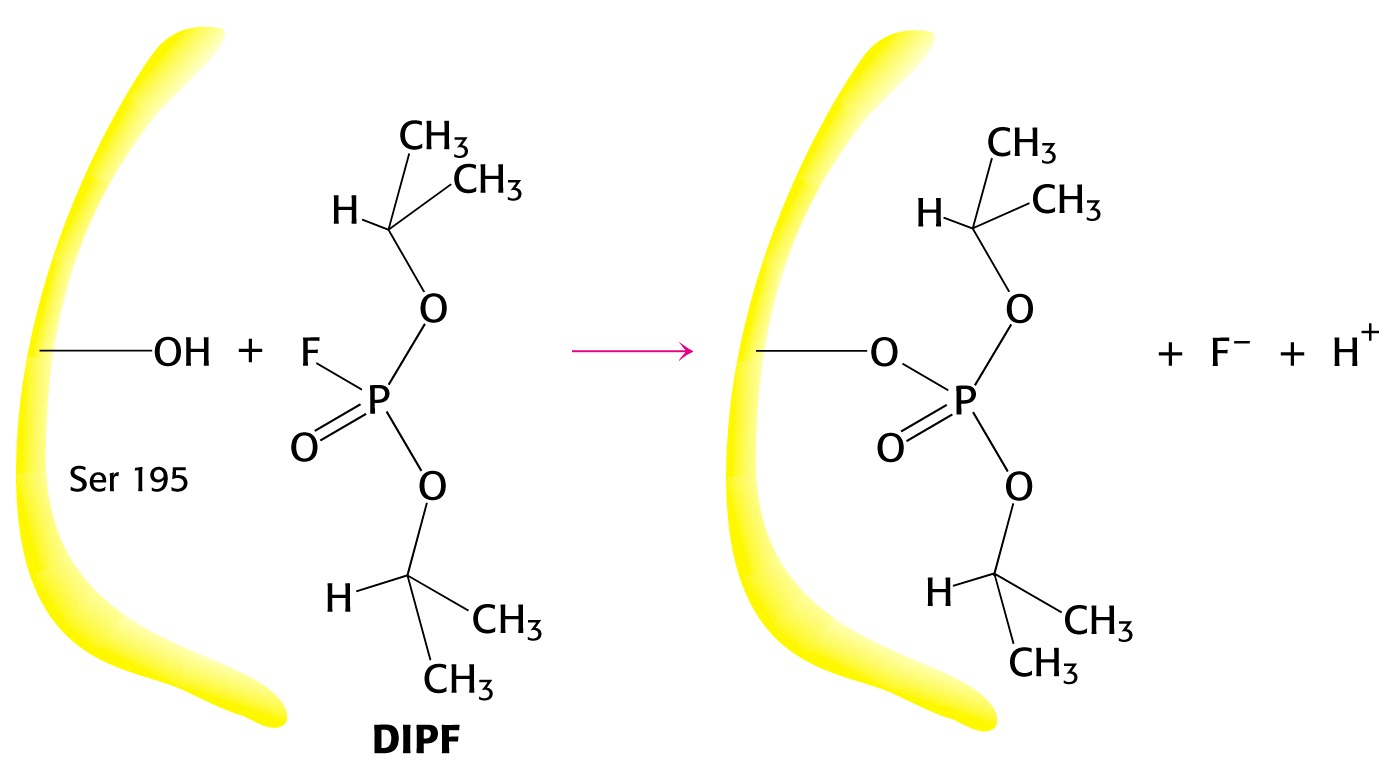 CH₃
CH₃
H
O
OH + F
P
O
Ser 195
O
H
CH₃
CH₃
DIPF
CH₃
CH₃
H
O
O
P
O
O
H
CH₃
CH₃
+ F⁻ + H⁺